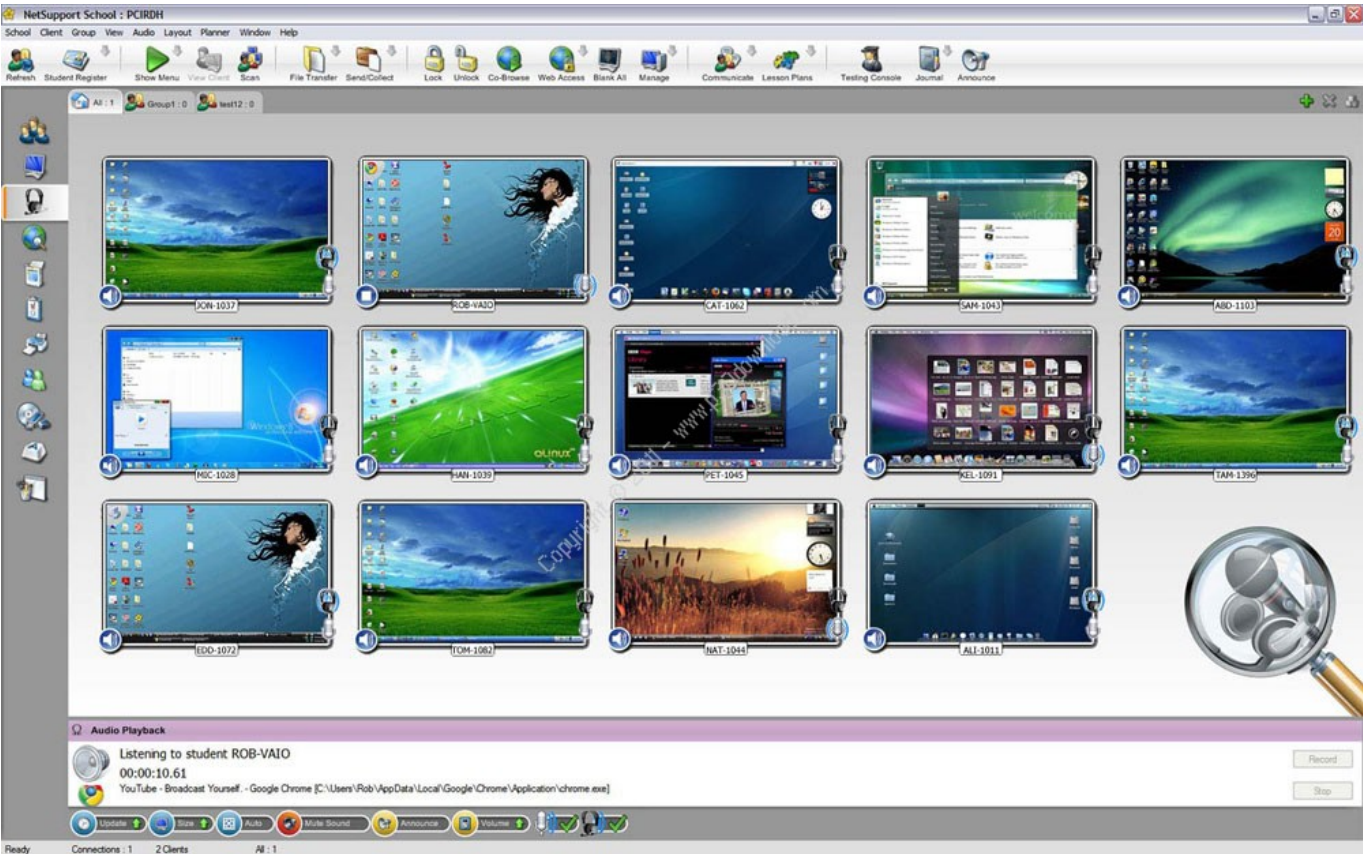 NetSupport School : PCIRDH
School Client Group View Audio Layout Planner Window Help
Refresh Student Register Show Menu View Client Scan File Transfer Send/Collect Lock Unlock Co-Browse Web Access Blank All Manage Communicate Lesson Plans Testing Console Journal Announce
All : 1 Group1 : 0 test12 : 0
JON-1037 ROB-VAIO CAT-1062 SAM-1043 ABD-1103
welcome
20
MIC-1028 HAN-1039 PET-1045 KEL-1091 TAM-1396
qLinux
EDD-1072 TOM-1082 NAT-1044 ALI-1011
Audio Playback
Listening to student ROB-VAIO
00:00:10.61
YouTube - Broadcast Yourself. - Google Chrome [C:\Users\Rob\AppData\Local\Google\Chrome\Application\chrome.exe]
Record
Stop
Update Size Auto Mute Sound Announce Volume
Ready Connections : 1 2 Clients All : 1